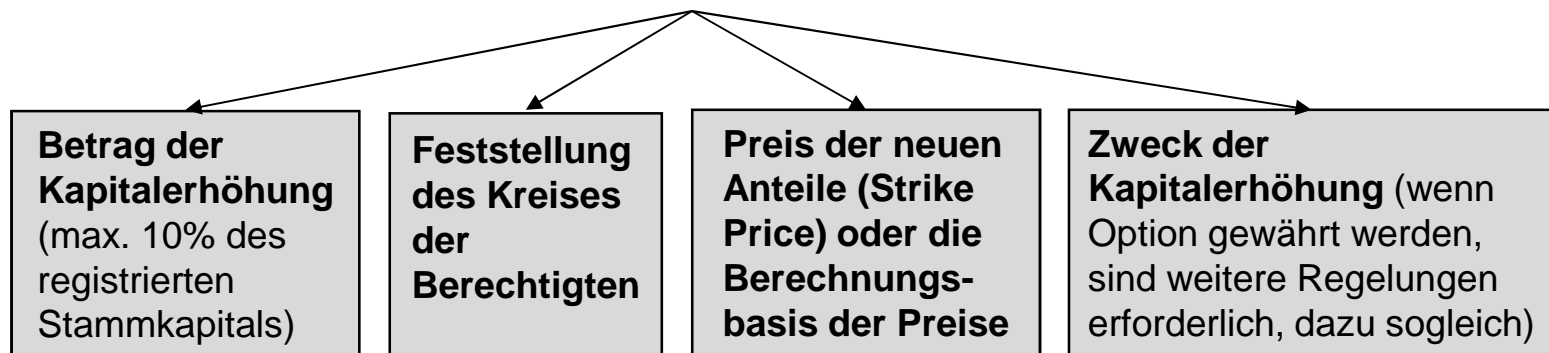 Betrag der
Kapitalerhöhung
(max. 10% des
registrierten
Stammkapitals)
Feststellung
des Kreises
der
Berechtigten
Preis der neuen
Anteile (Strike
Price) oder die
Berechnungs-
basis der Preise
Zweck der
Kapitalerhöhung (wenn
Option gewährt werden,
sind weitere Regelungen
erforderlich, dazu sogleich)